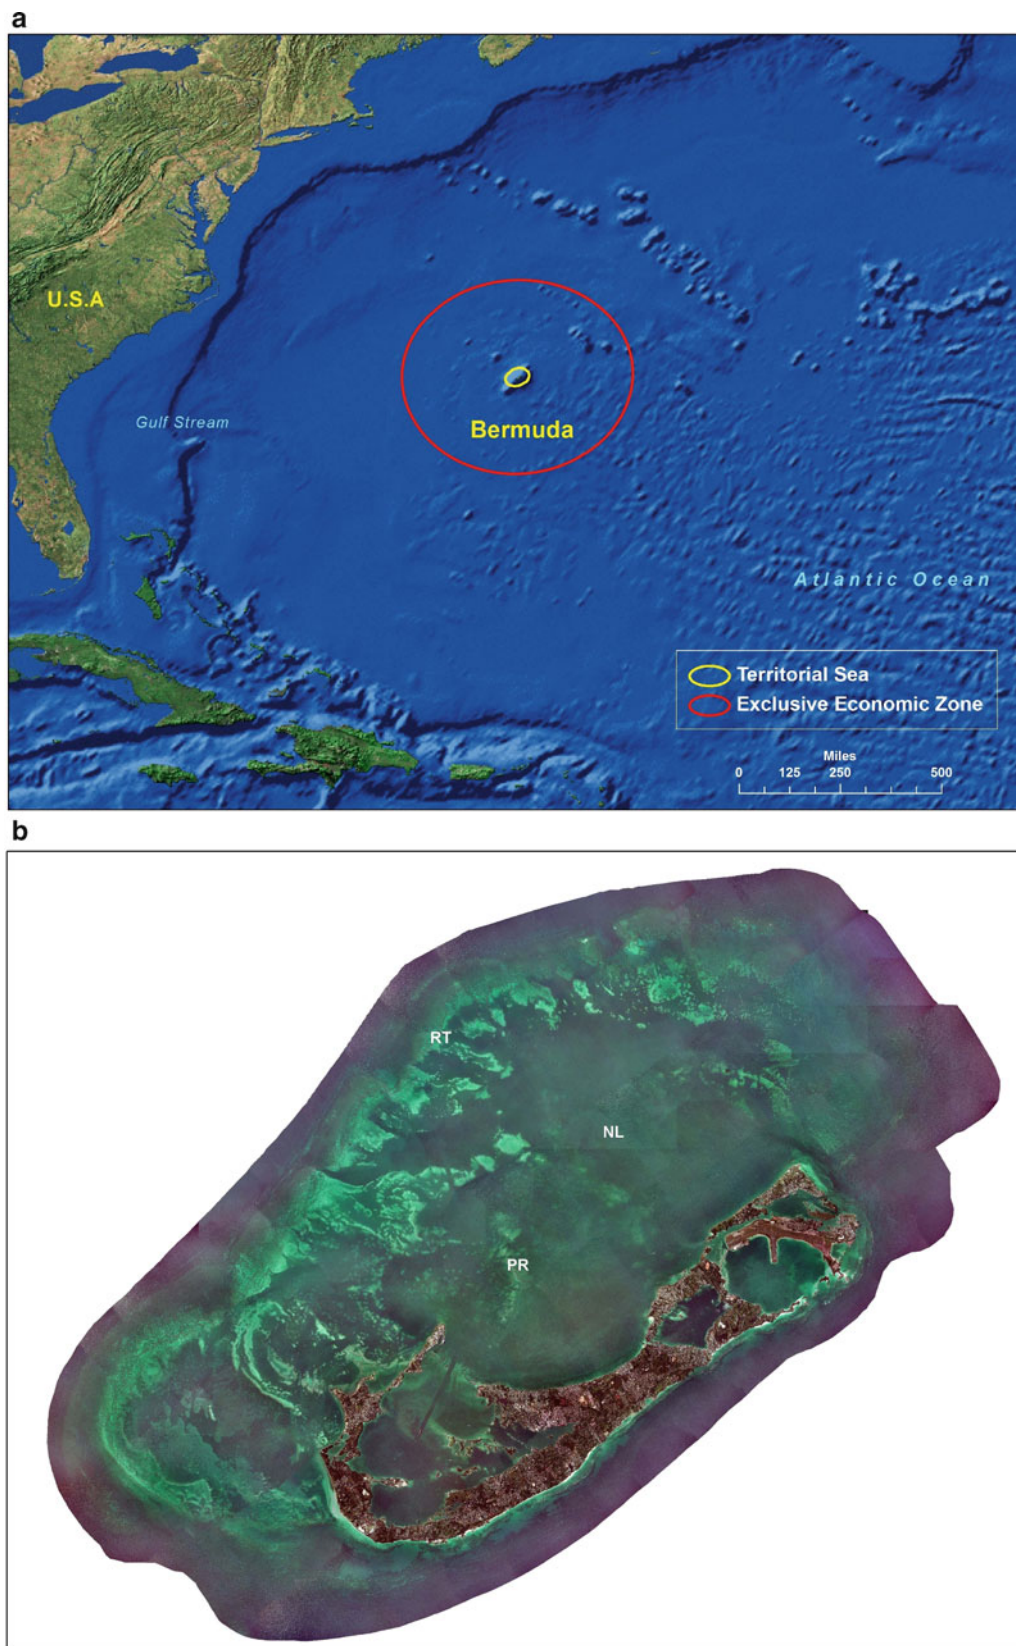 a
U.S.A
Gulf Stream
Bermuda
Atlantic Ocean
Territorial Sea
Exclusive Economic Zone
Miles
0 125 250 500
b
RT
NL
PR